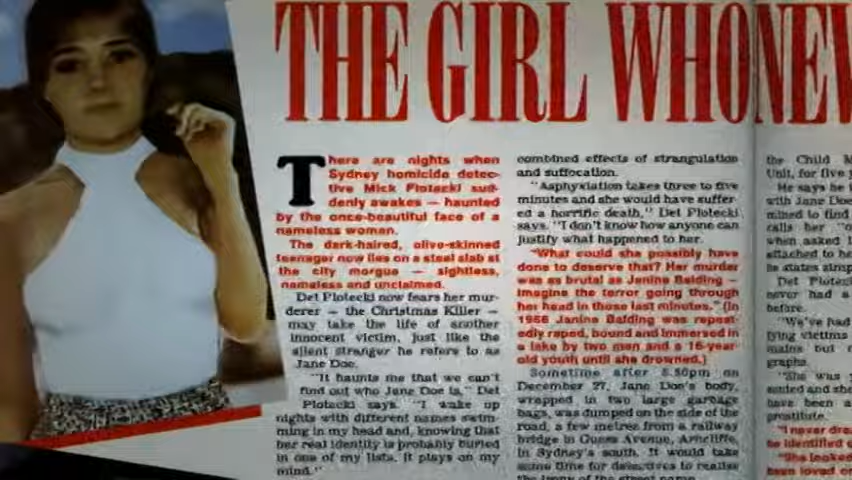 THE GIRL WHO NEV
There are nights when
Sydney homicide detec-
tive Mick Plotecki sud-
denly awakes — haunted
by the once-beautiful face of a
nameless woman.
The dark-haired, olive-skinned
teenager now lies on a steel slab at
the city morgue — sightless,
nameless and unclaimed.
Det Plotecki now fears her mur-
derer — the Christmas Killer —
may take the life of another
innocent victim, just like the
silent stranger he refers to as
Jane Doe.
"It haunts me that we can't
find out who Jane Doe is," Det
Plotecki says. "I wake up
nights with different names swim-
ming in my head and, knowing that
her real identity is probably buried
in one of my lists, it plays on my
mind."
combined effects of strangulation
and suffocation.
"Asphyxiation takes three to five
minutes and she would have suffer-
ed a horrific death," Det Plotecki
says. "I don't know how anyone can
justify what happened to her.
"What could she possibly have
done to deserve that? Her murder
was as brutal as Janine Balding —
imagine the terror going through
her head in those last minutes." (In
1988 Janine Balding was repeat-
edly raped, bound and immersed in
a lake by two men and a 16-year-
old youth until she drowned.)
Sometime after 8.50pm on
December 27, Jane Doe's body,
wrapped in two large garbage
bags, was dumped on the side of the
road, a few metres from a railway
bridge in Guess Avenue, Arncliffe,
in Sydney's south. It would take
some time for detectives to realise
the irony of the street name
the Child M
Unit, for five y
He says he i
with Jane Doe
mined to find
calls her "o
when asked i
attached to he
he states simp
Det Plotec
never had a
before.
"We've had
fying victims
mains but n
graphs.
"She was y
ented and she
have been a
prostitute.
"I never dre
be identified
"She looked
been loved o